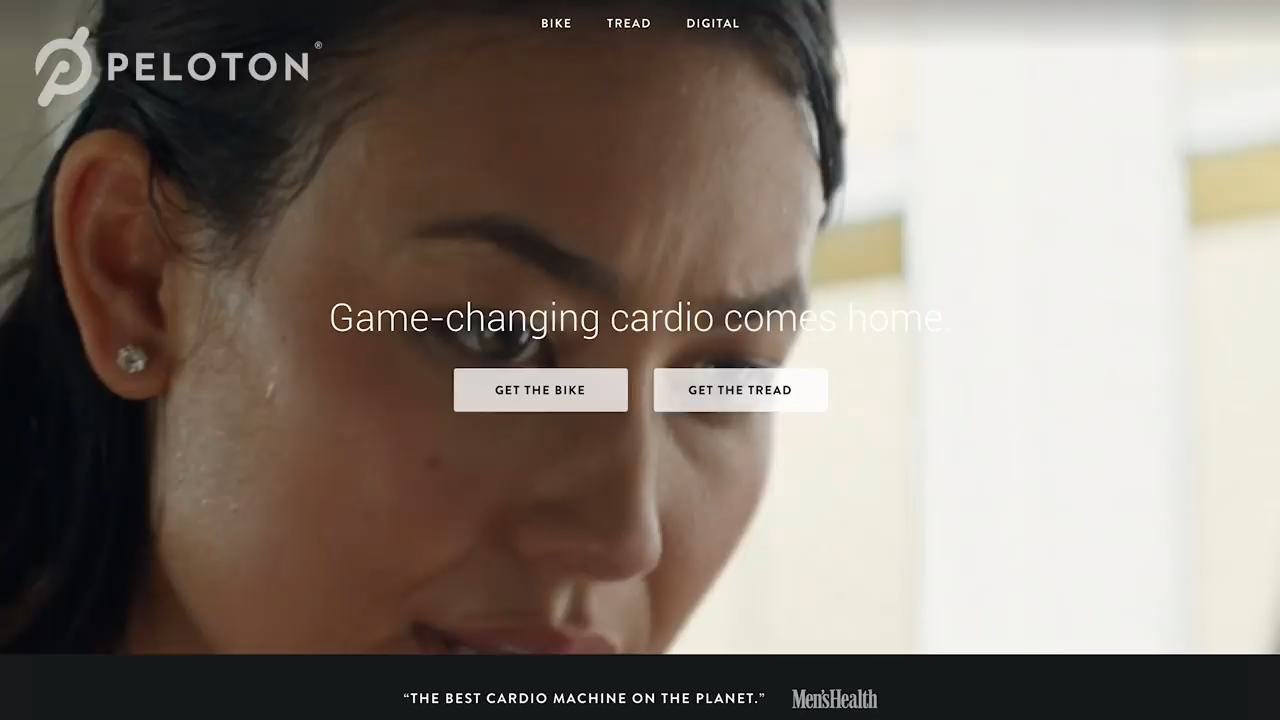 BIKE TREAD DIGITAL
PELOTON®
Game-changing cardio comes home.
GET THE BIKE GET THE TREAD
“THE BEST CARDIO MACHINE ON THE PLANET.” Men'sHealth